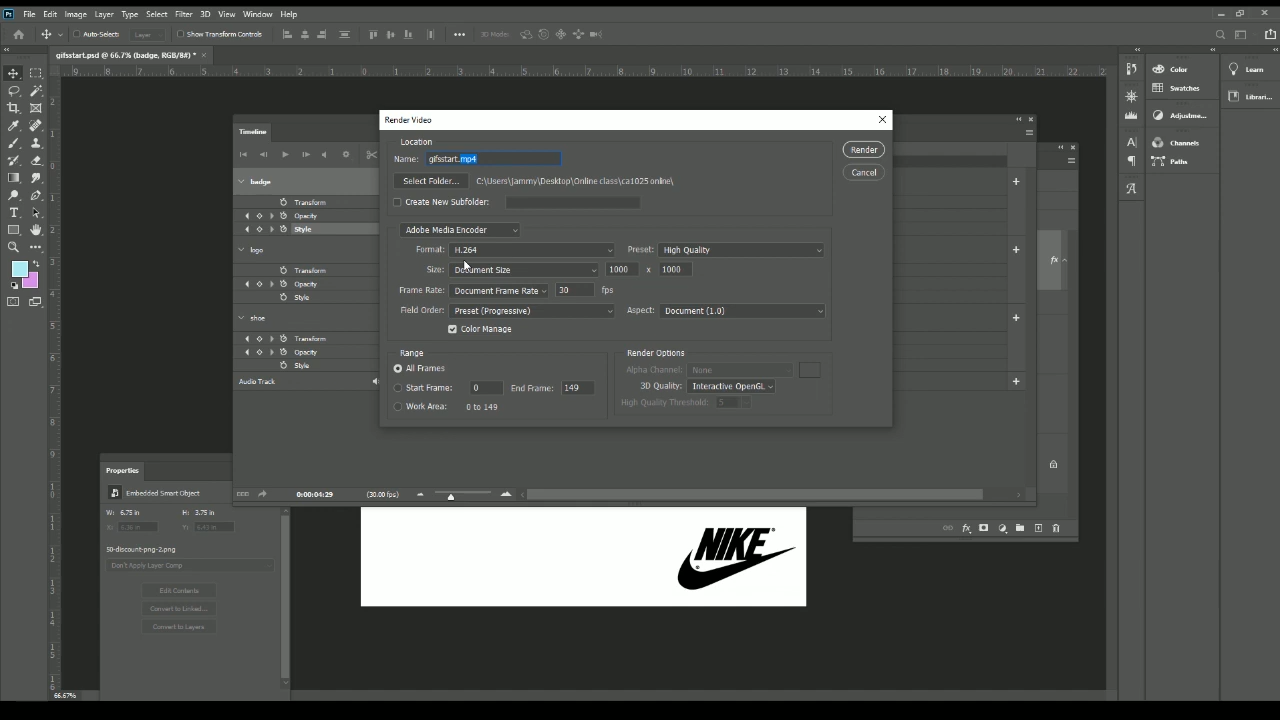 Ps File Edit Image Layer Type Select Filter 3D View Window Help
Auto-Select: Layer Show Transform Controls 3D Mode:
gifsstart.psd @ 66.7% (badge, RGB/8#) *
Render Video
Timeline
Location
Name: gifsstart.mp4
Render
Select Folder... C:\Users\Jammy\Desktop\Online class\ca1025 online\
Cancel
Create New Subfolder:
Adobe Media Encoder
Format: H.264 Preset: High Quality
Size: Document Size 1000 x 1000
Frame Rate: Document Frame Rate 30 fps
Field Order: Preset (Progressive) Aspect: Document (1.0)
Color Manage
Range Render Options
All Frames Alpha Channel: None
Start Frame: 0 End Frame: 149 3D Quality: Interactive OpenGL
Work Area: 0 to 149 High Quality Threshold: 5
badge
Transform
Opacity
Style
logo
Transform
Opacity
Style
shoe
Transform
Opacity
Style
Audio Track
0:00:04:29 (30.00 fps)
Color
Swatches
Adjustme...
Channels
Paths
Learn
Librari...
fx
Properties
Embedded Smart Object
W: 6.75 in H: 3.75 in
50-discount-png-2.png
Don't Apply Layer Comp
Edit Contents
Convert to Linked...
Convert to Layers
NIKE
66.67%